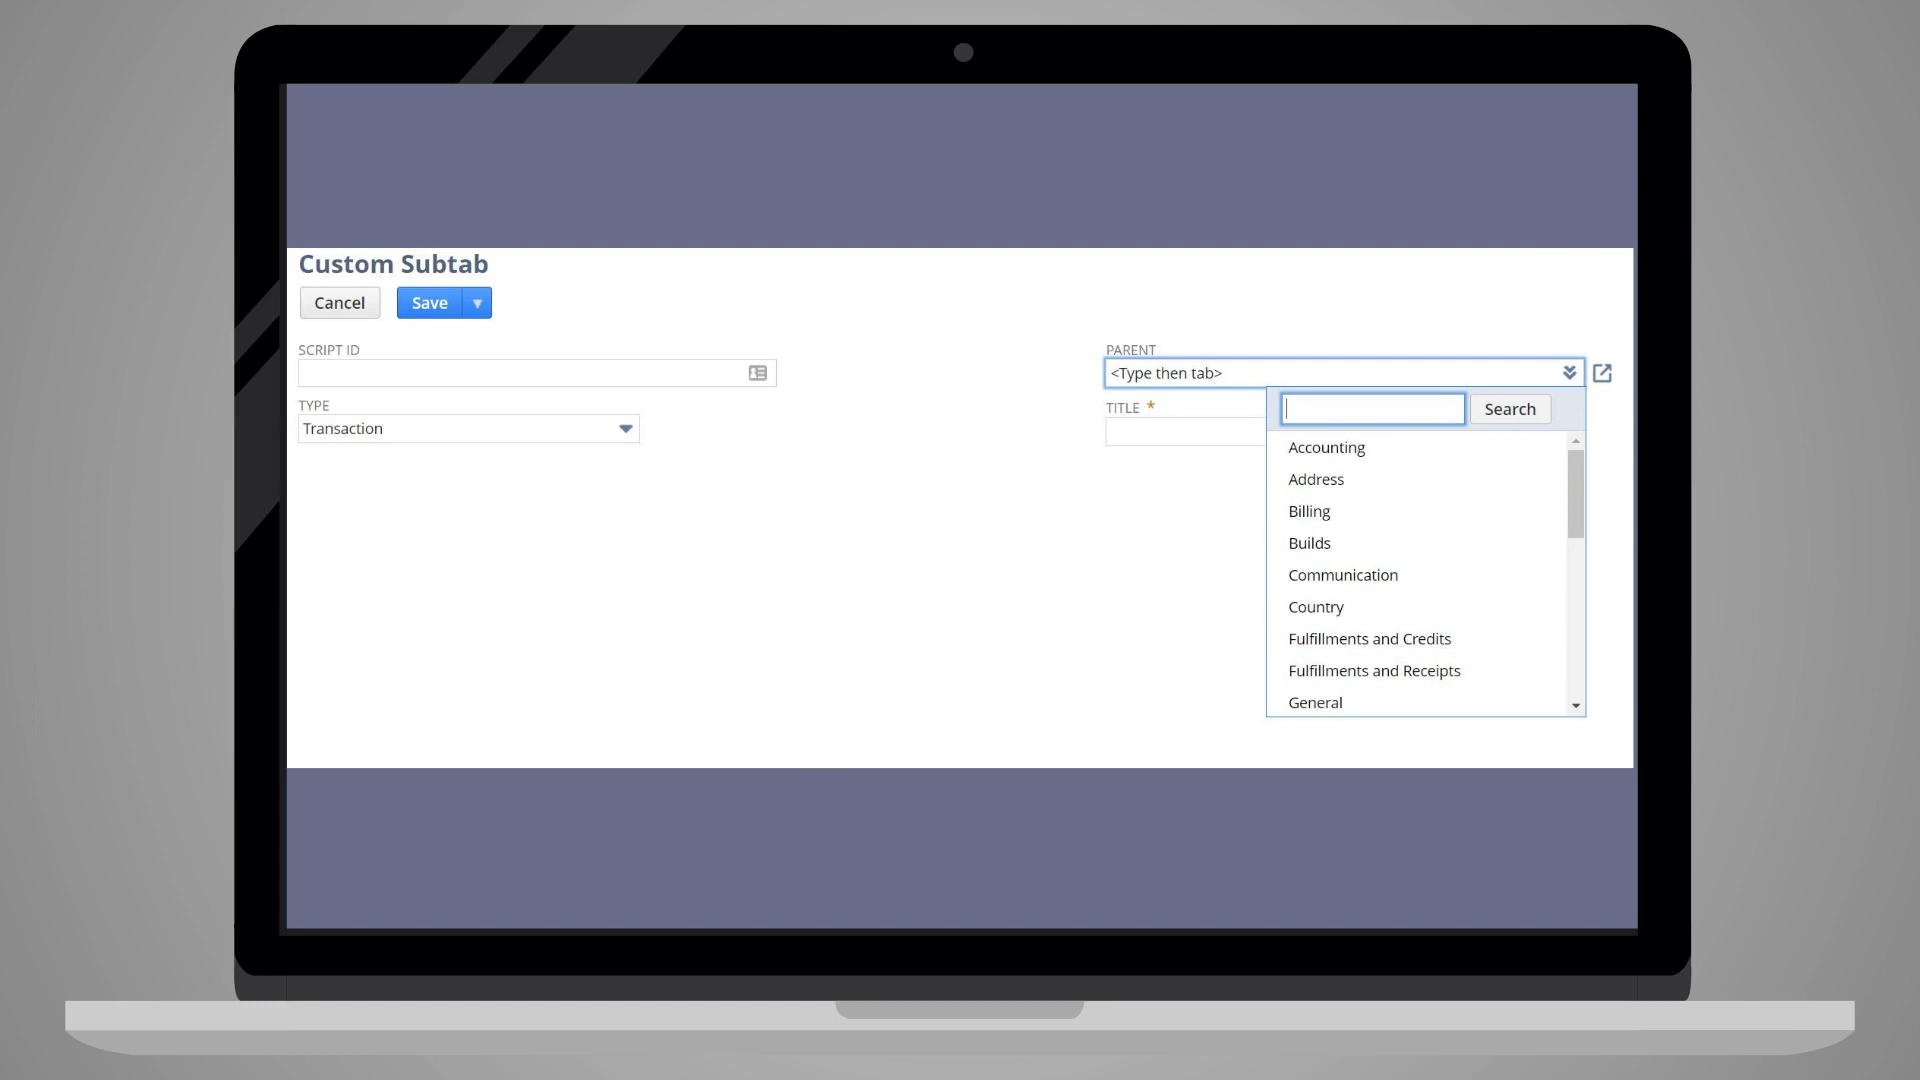 Custom Subtab
Cancel
Save
SCRIPT ID
PARENT
<Type then tab>
TYPE
Transaction
TITLE *
Search
Accounting
Address
Billing
Builds
Communication
Country
Fulfillments and Credits
Fulfillments and Receipts
General